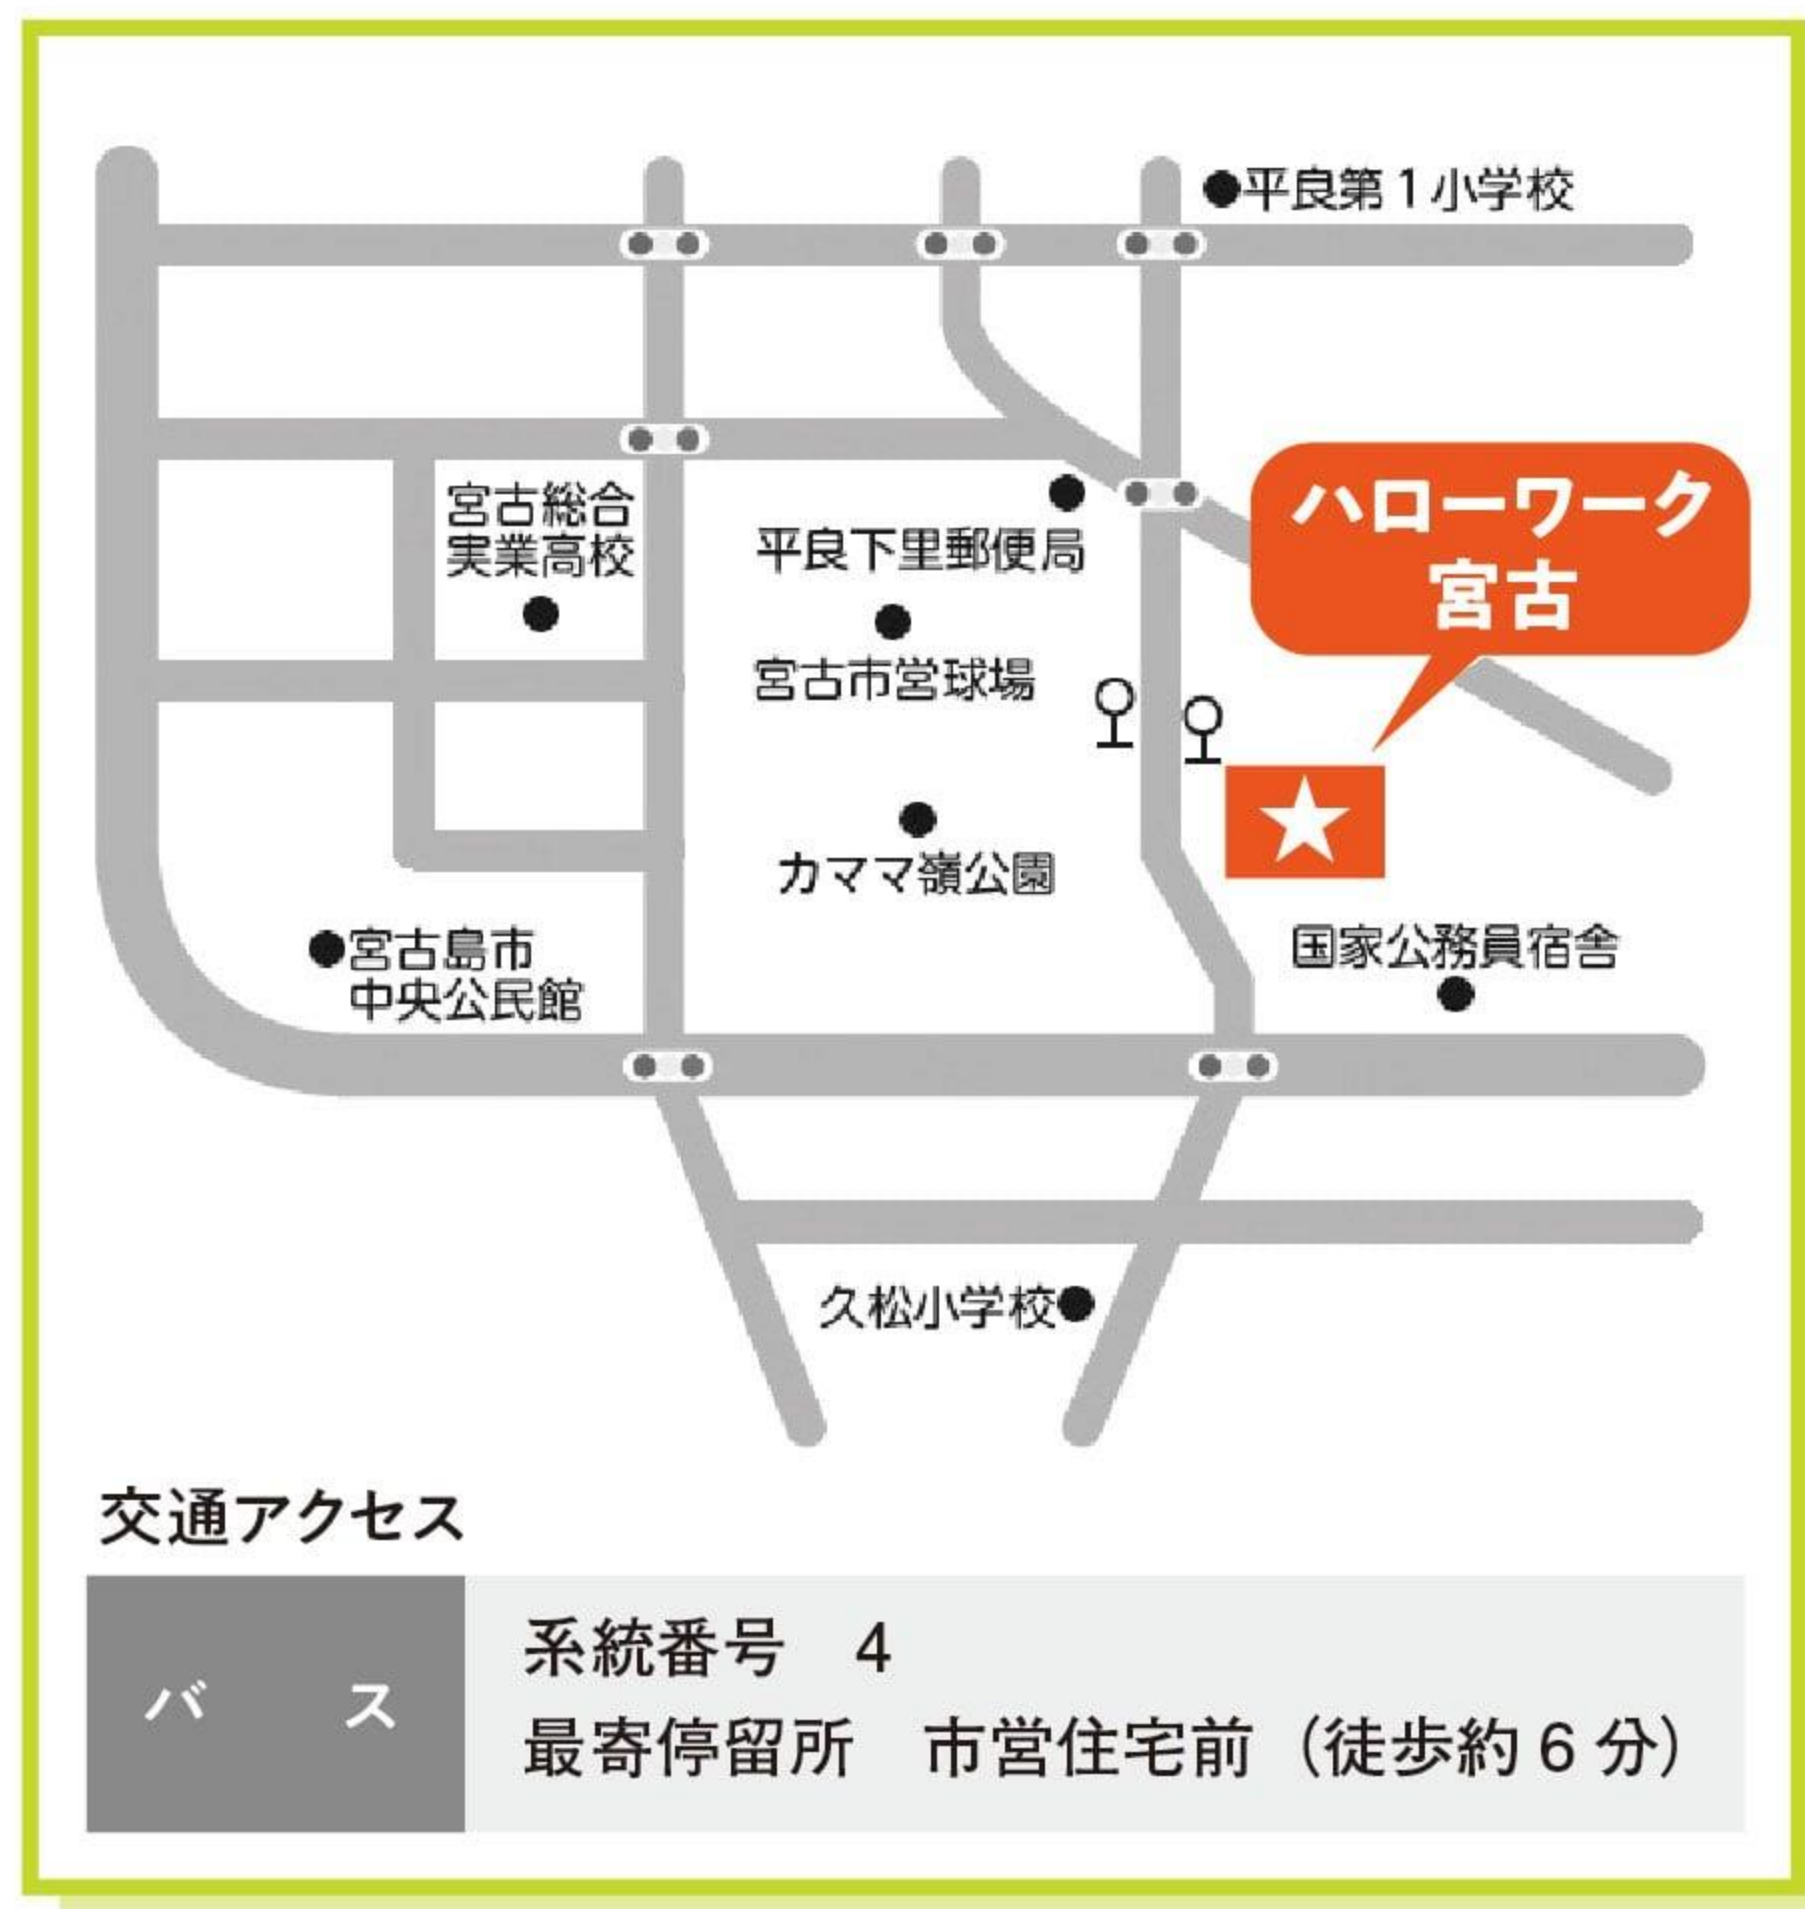 平良第1小学校
ハローワーク
宮古
宮古総合
実業高校
平良下里郵便局
宮古市営球場
カママ嶺公園
宮古島市
中央公民館
国家公務員宿舎
久松小学校
交通アクセス
バス
系統番号　4
最寄停留所　市営住宅前（徒歩約6分）